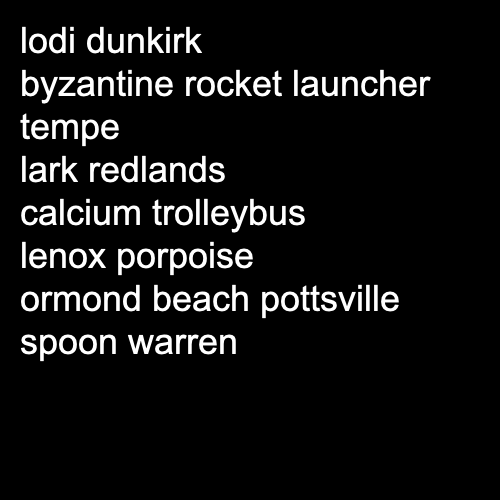 lodi dunkirk
byzantine rocket launcher
tempe
lark redlands
calcium trolleybus
lenox porpoise
ormond beach pottsville
spoon warren